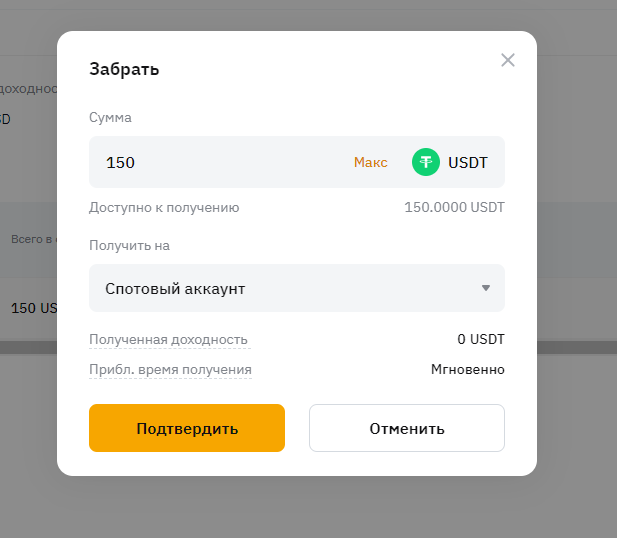 Забрать
доходнос
Сумма
SD
150 Макс USDT
Доступно к получению 150.0000 USDT
Всего в
Получить на
Спотовый аккаунт
150 US
Полученная доходность 0 USDT
Прибл. время получения Мгновенно
Подтвердить Отменить